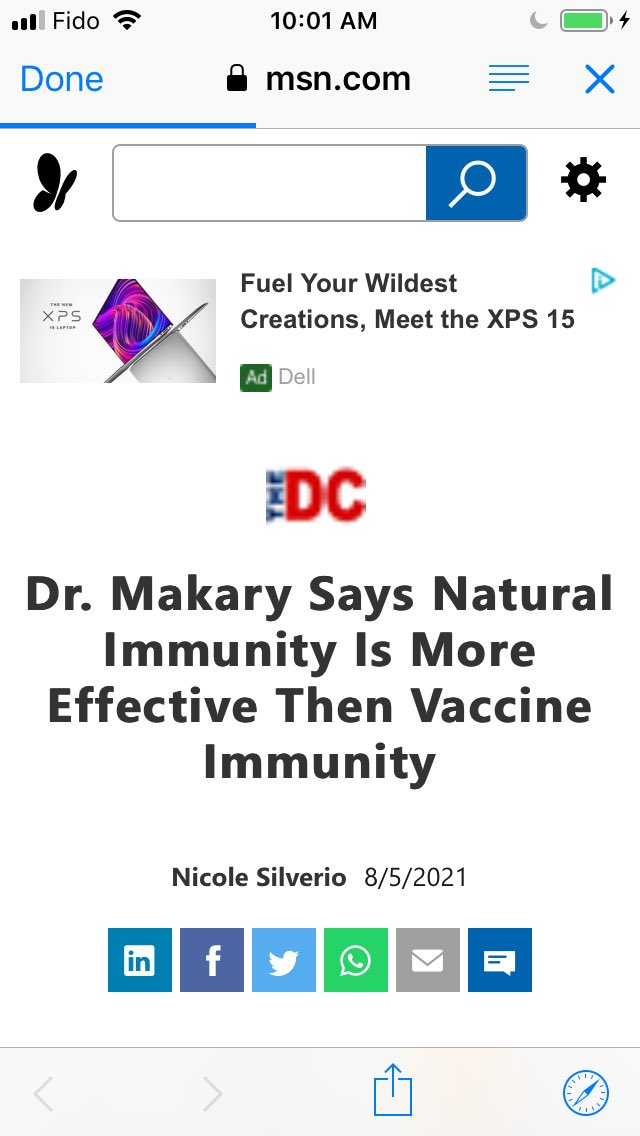 Fido 10:01 AM
Done msn.com
THE NEW
XPS
15 LAPTOP
Fuel Your Wildest
Creations, Meet the XPS 15
Ad Dell
THE DC
Dr. Makary Says Natural
Immunity Is More
Effective Then Vaccine
Immunity
Nicole Silverio 8/5/2021
in f